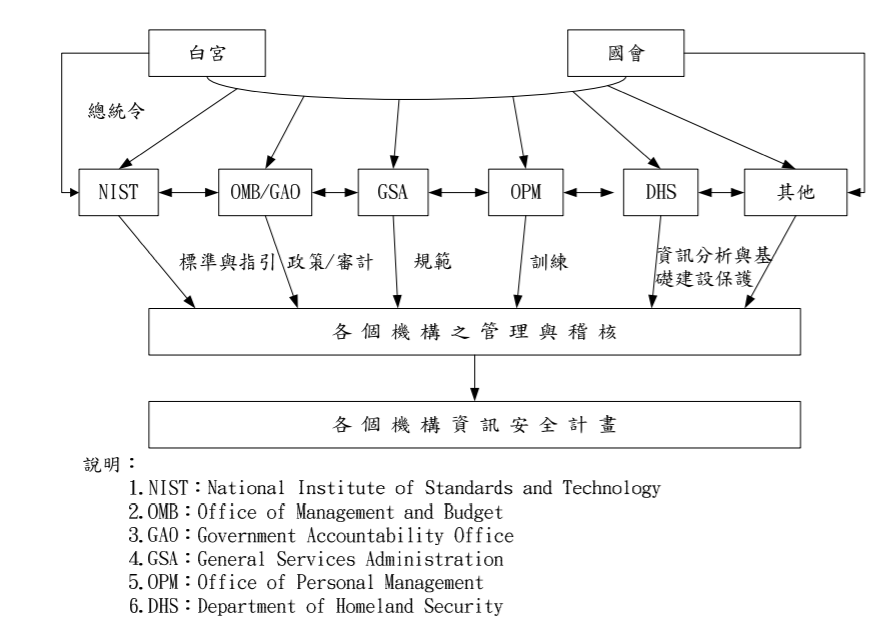 白宮
國會
總統令
NIST
OMB/GAO
GSA
OPM
DHS
其他
標準與指引
政策/審計
規範
訓練
資訊分析與基
礎建設保護
各個機構之管理與稽核
各個機構資訊安全計畫
說明：
1.NIST：National Institute of Standards and Technology
2.OMB：Office of Management and Budget
3.GAO：Government Accountability Office
4.GSA：General Services Administration
5.OPM：Office of Personal Management
6.DHS：Department of Homeland Security